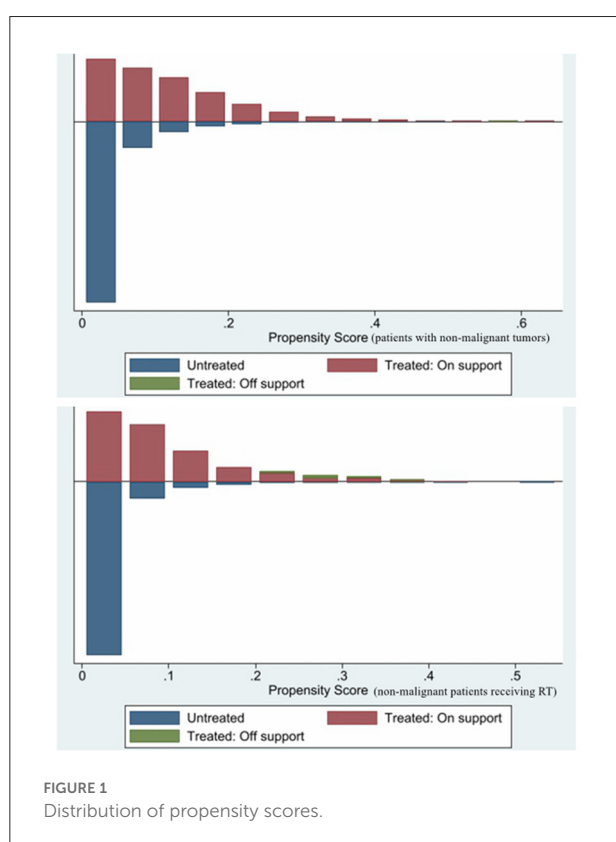 0 .2 .4 .6
Propensity Score (patients with non-malignant tumors)
Untreated Treated: On support
Treated: Off support
0 .1 .2 .3 .4 .5
Propensity Score (non-malignant patients receiving RT)
Untreated Treated: On support
Treated: Off support
FIGURE 1
Distribution of propensity scores.